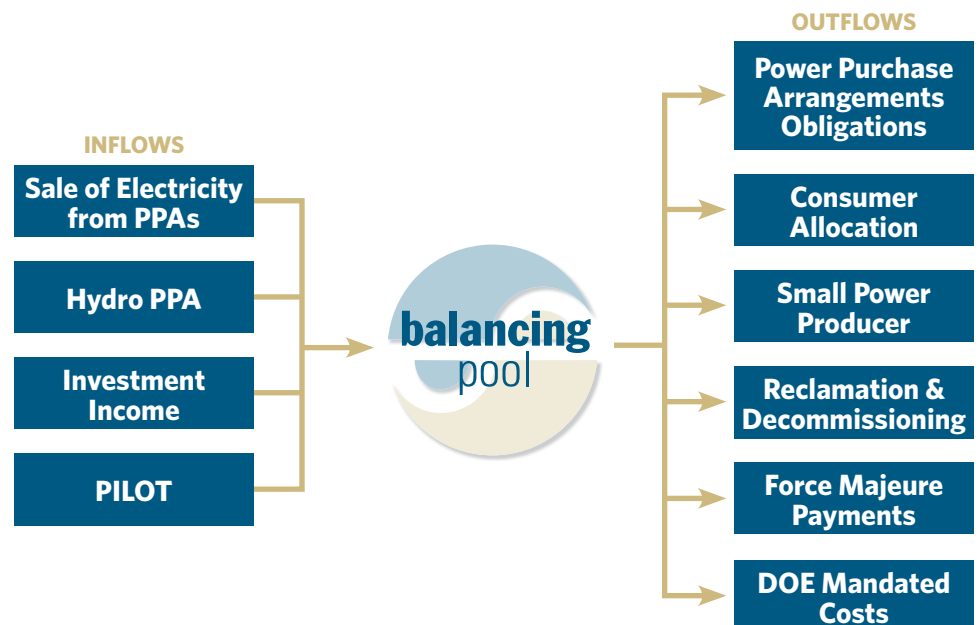 INFLOWS
Sale of Electricity
from PPAs
Hydro PPA
Investment
Income
PILOT
balancing
pool
OUTFLOWS
Power Purchase
Arrangements
Obligations
Consumer
Allocation
Small Power
Producer
Reclamation &
Decommissioning
Force Majeure
Payments
DOE Mandated
Costs